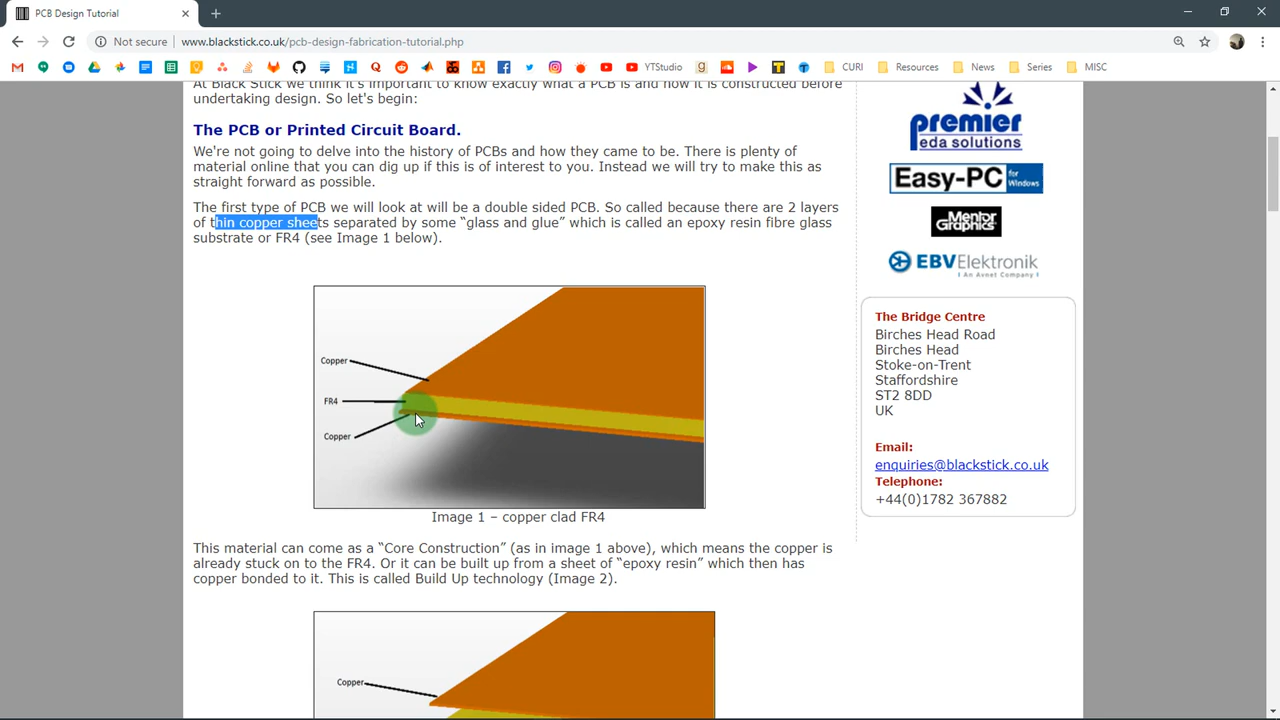 PCB Design Tutorial
Not secure
www.blackstick.co.uk/pcb-design-fabrication-tutorial.php
YTStudio
CURI
Resources
News
Series
MISC
At Black Stick we think it's important to know exactly what a PCB is and how it is constructed before
undertaking design. So let's begin:
The PCB or Printed Circuit Board.
We're not going to delve into the history of PCBs and how they came to be. There is plenty of
material online that you can dig up if this is of interest to you. Instead we will try to make this as
straight forward as possible.
The first type of PCB we will look at will be a double sided PCB. So called because there are 2 layers
of thin copper sheets separated by some “glass and glue” which is called an epoxy resin fibre glass
substrate or FR4 (see Image 1 below).
Copper
FR4
Copper
Image 1 – copper clad FR4
This material can come as a “Core Construction” (as in image 1 above), which means the copper is
already stuck on to the FR4. Or it can be built up from a sheet of “epoxy resin” which then has
copper bonded to it. This is called Build Up technology (Image 2).
Copper
premier
eda solutions
Easy-PC for Windows
Mentor
Graphics
EBVElektronik
An Avnet Company
The Bridge Centre
Birches Head Road
Birches Head
Stoke-on-Trent
Staffordshire
ST2 8DD
UK
Email:
enquiries@blackstick.co.uk
Telephone:
+44(0)1782 367882